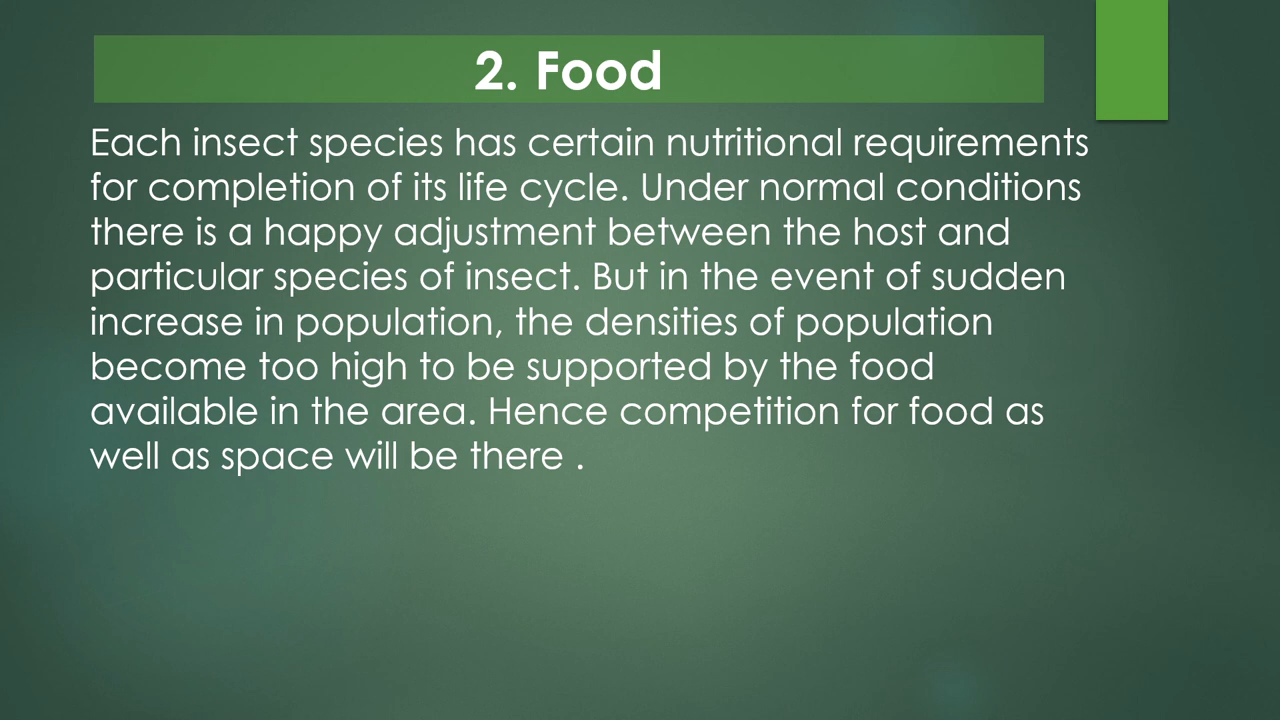 2. Food
Each insect species has certain nutritional requirements
for completion of its life cycle. Under normal conditions
there is a happy adjustment between the host and
particular species of insect. But in the event of sudden
increase in population, the densities of population
become too high to be supported by the food
available in the area. Hence competition for food as
well as space will be there .